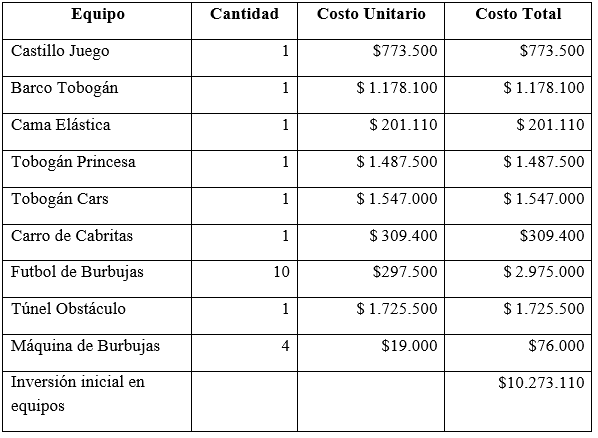 Equipo Cantidad Costo Unitario Costo Total
Castillo Juego 1 $773.500 $773.500
Barco Tobogán 1 $ 1.178.100 $ 1.178.100
Cama Elástica 1 $ 201.110 $ 201.110
Tobogán Princesa 1 $ 1.487.500 $ 1.487.500
Tobogán Cars 1 $ 1.547.000 $ 1.547.000
Carro de Cabritas 1 $ 309.400 $309.400
Futbol de Burbujas 10 $297.500 $ 2.975.000
Túnel Obstáculo 1 $ 1.725.500 $ 1.725.500
Máquina de Burbujas 4 $19.000 $76.000
Inversión inicial en $10.273.110
equipos